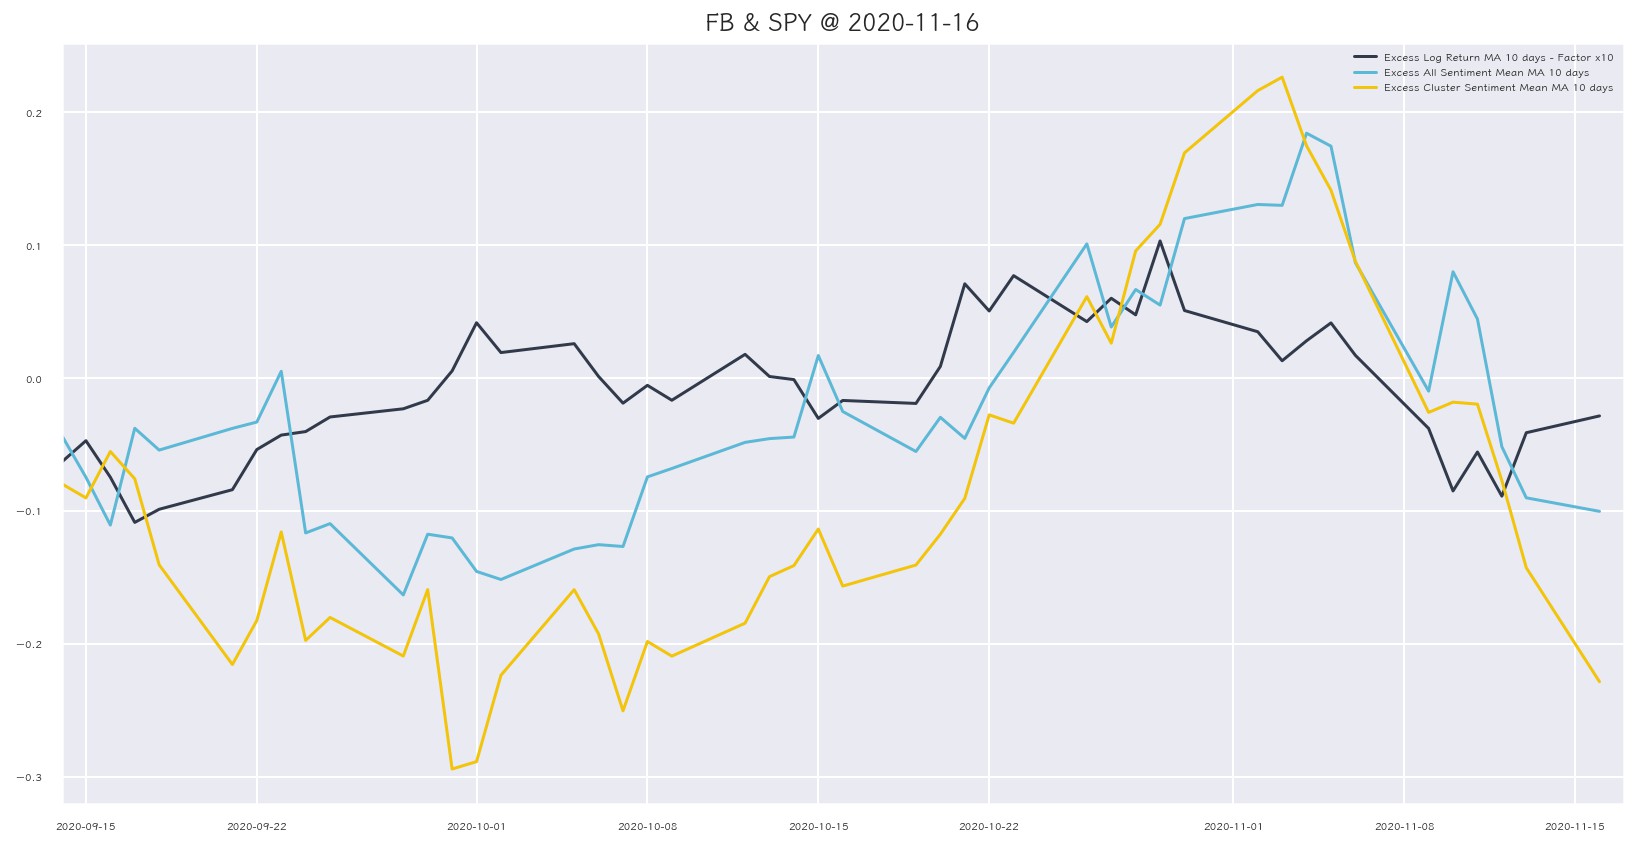 FB & SPY @ 2020-11-16
Excess Log Return MA 10 days - Factor x10
Excess All Sentiment Mean MA 10 days
Excess Cluster Sentiment Mean MA 10 days
0.2
0.1
0.0
−0.1
−0.2
−0.3
2020-09-15 2020-09-22 2020-10-01 2020-10-08 2020-10-15 2020-10-22 2020-11-01 2020-11-08 2020-11-15